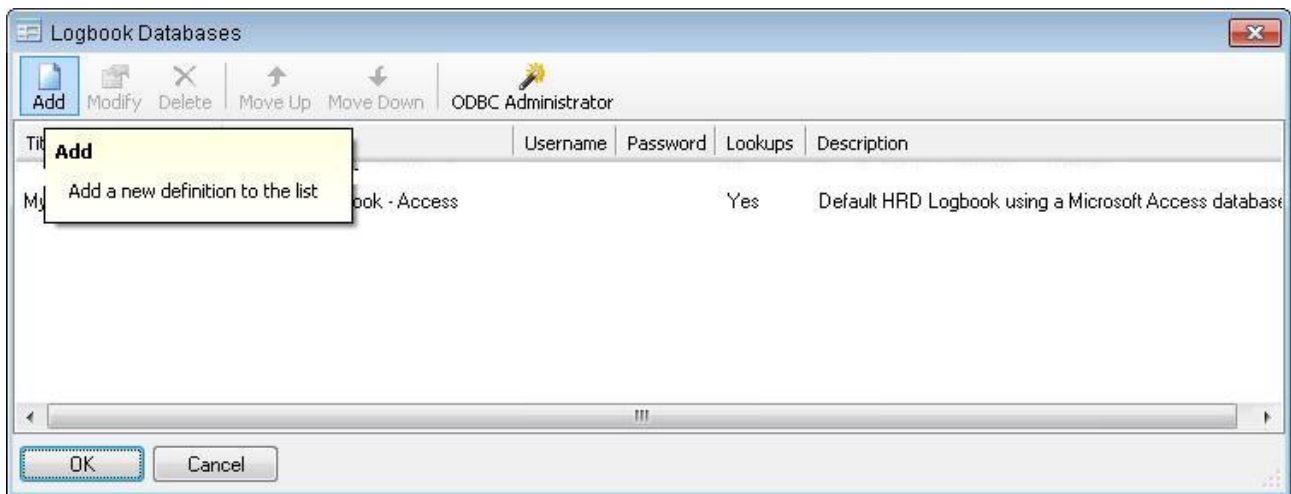 Logbook Databases
Add Modify Delete Move Up Move Down ODBC Administrator
Username Password Lookups Description
Add
Add a new definition to the list
My - Access Yes Default HRD Logbook using a Microsoft Access database
OK Cancel